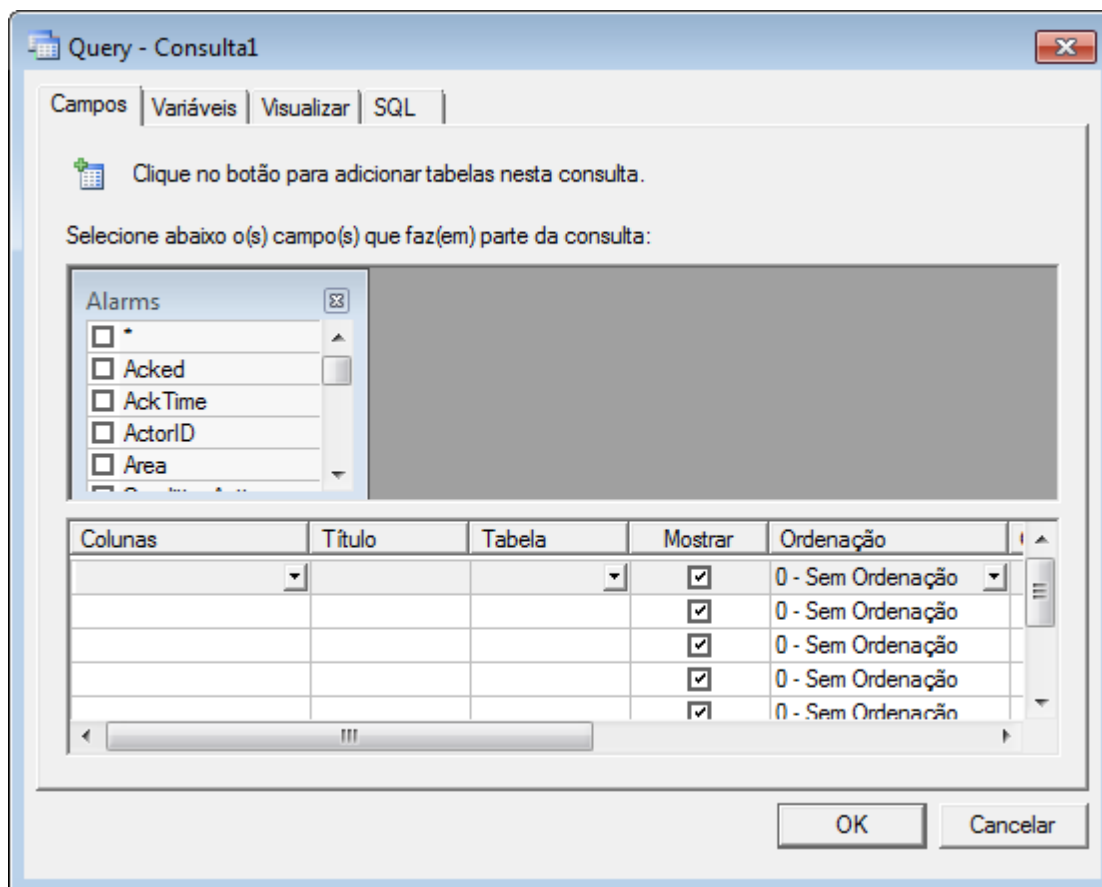 Query - Consulta1
Campos Variáveis Visualizar SQL
Clique no botão para adicionar tabelas nesta consulta.
Selecione abaixo o(s) campo(s) que faz(em) parte da consulta:
Alarms
*
Acked
AckTime
ActorID
Area
Colunas Título Tabela Mostrar Ordenação
0 - Sem Ordenação
0 - Sem Ordenação
0 - Sem Ordenação
0 - Sem Ordenação
0 - Sem Ordenação
OK Cancelar